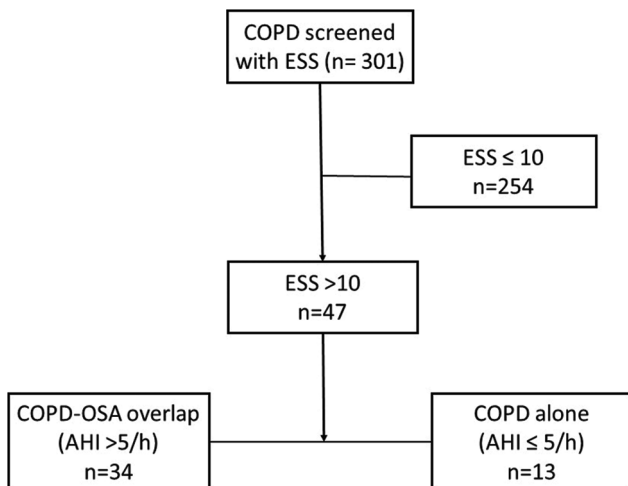 COPD screened
with ESS (n= 301)
ESS ≤ 10
n=254
ESS >10
n=47
COPD-OSA overlap
(AHI >5/h)
n=34
COPD alone
(AHI ≤ 5/h)
n=13